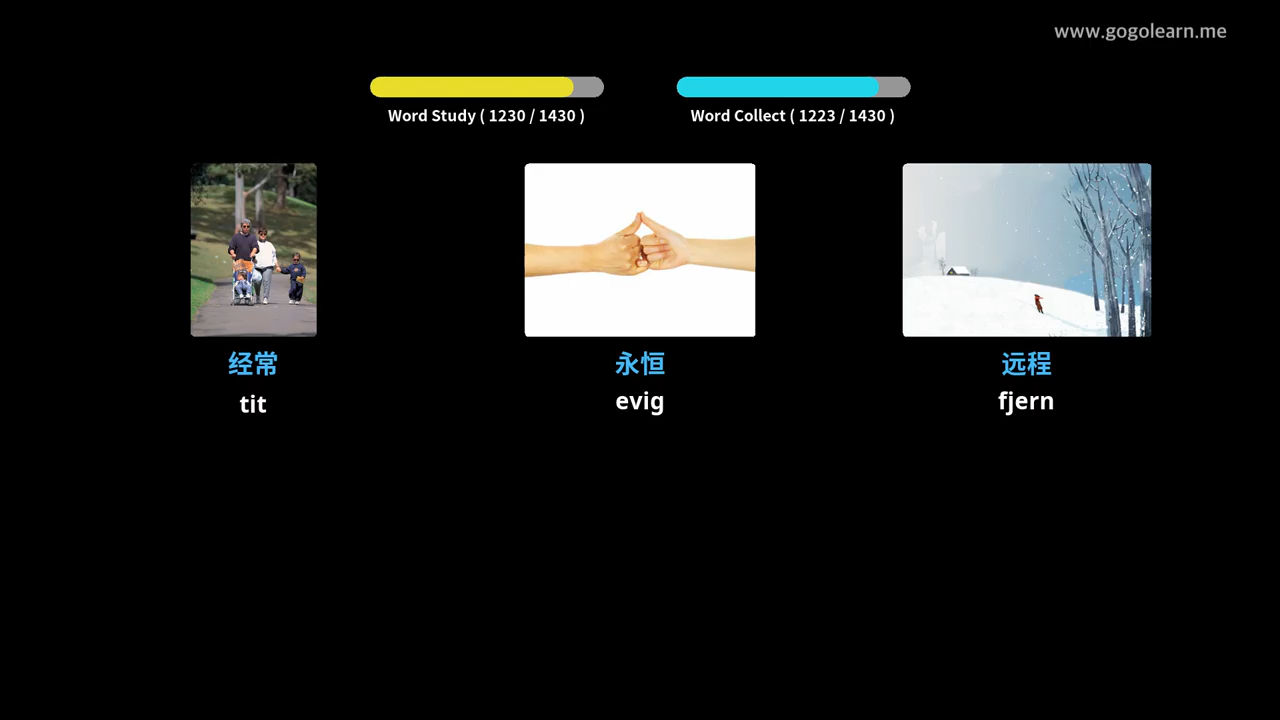 www.gogolearn.me
Word Study ( 1230 / 1430 )
Word Collect ( 1223 / 1430 )
经常
永恒
远程
tit
evig
fjern